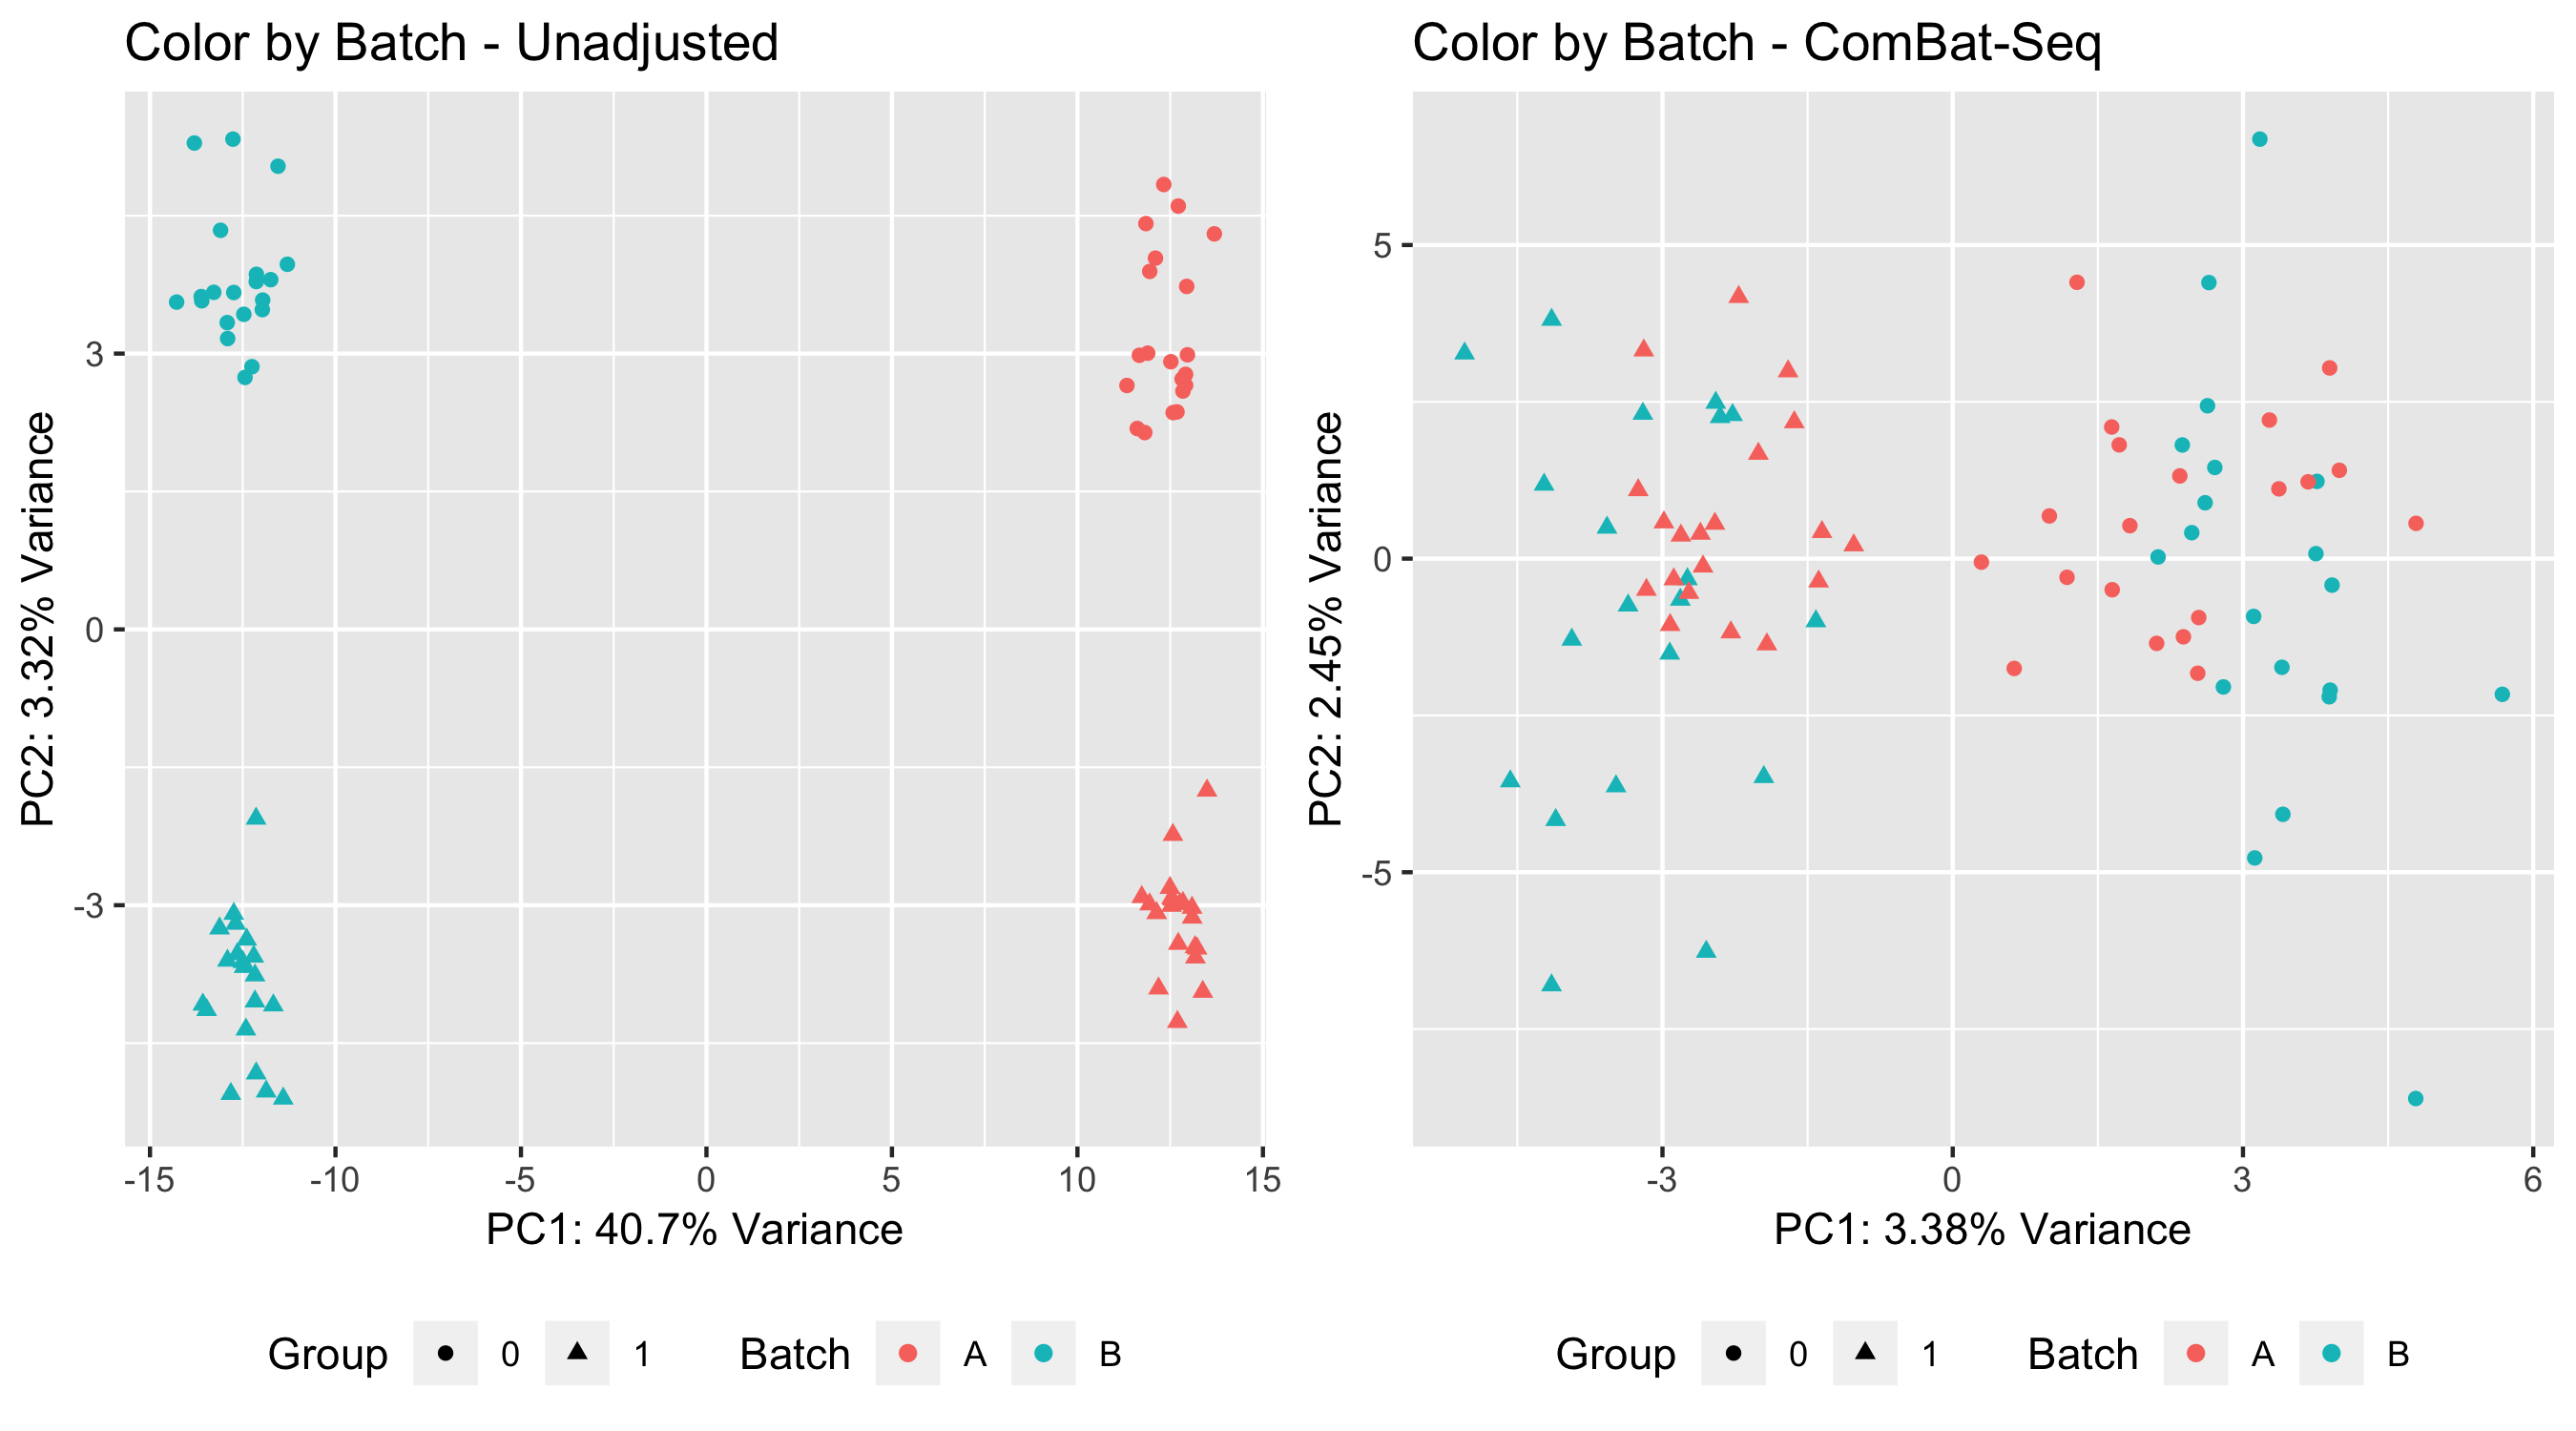 Color by Batch - Unadjusted
PC2: 3.32% Variance
3
0
-3
-15 -10 -5 0 5 10 15
PC1: 40.7% Variance
Group 0 1 Batch A B
Color by Batch - ComBat-Seq
PC2: 2.45% Variance
5
0
-5
-3 0 3 6
PC1: 3.38% Variance
Group 0 1 Batch A B